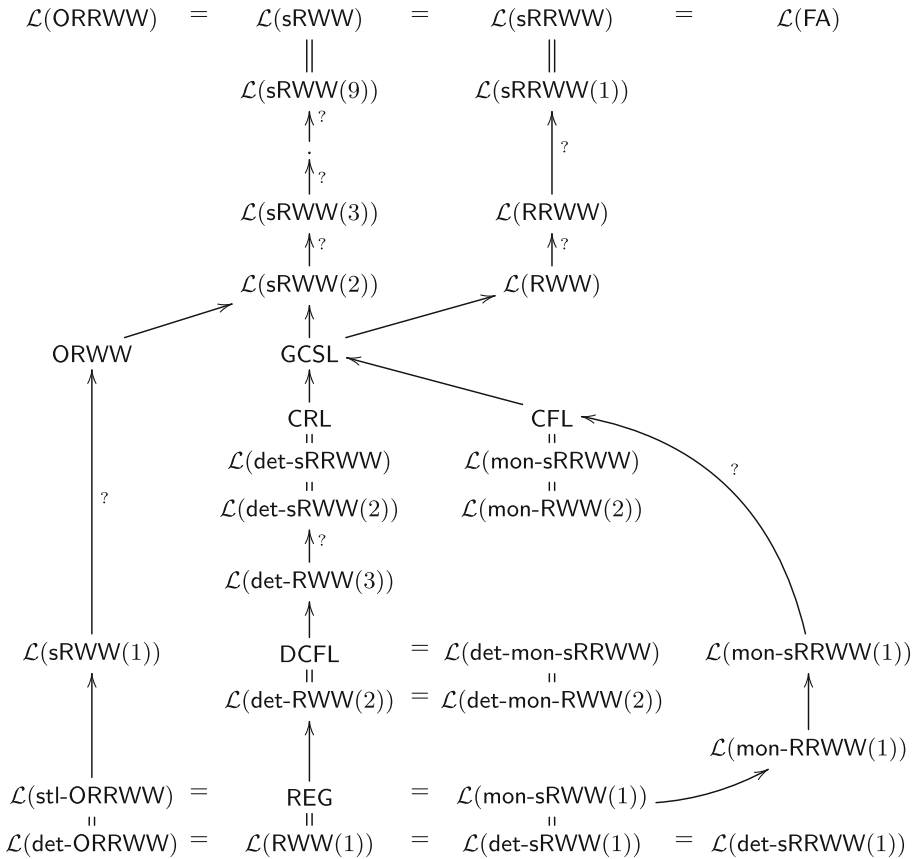 ℒ(ORRWW) = ℒ(sRWW) = ℒ(sRRWW) = ℒ(FA)
ℒ(sRWW(9)) ℒ(sRRWW(1))
?
. ?
?
ℒ(sRWW(3)) ℒ(RRWW)
? ?
ℒ(sRWW(2)) ℒ(RWW)
ORWW GCSL
CRL CFL
ℒ(det-sRRWW) ℒ(mon-sRRWW)
?
? ℒ(det-sRWW(2)) ℒ(mon-RWW(2))
?
ℒ(det-RWW(3))
ℒ(sRWW(1)) DCFL = ℒ(det-mon-sRRWW) ℒ(mon-sRRWW(1))
ℒ(det-RWW(2)) = ℒ(det-mon-RWW(2))
ℒ(mon-RRWW(1))
ℒ(stl-ORRWW) = REG = ℒ(mon-sRWW(1))
ℒ(det-ORRWW) = ℒ(RWW(1)) = ℒ(det-sRWW(1)) = ℒ(det-sRRWW(1))